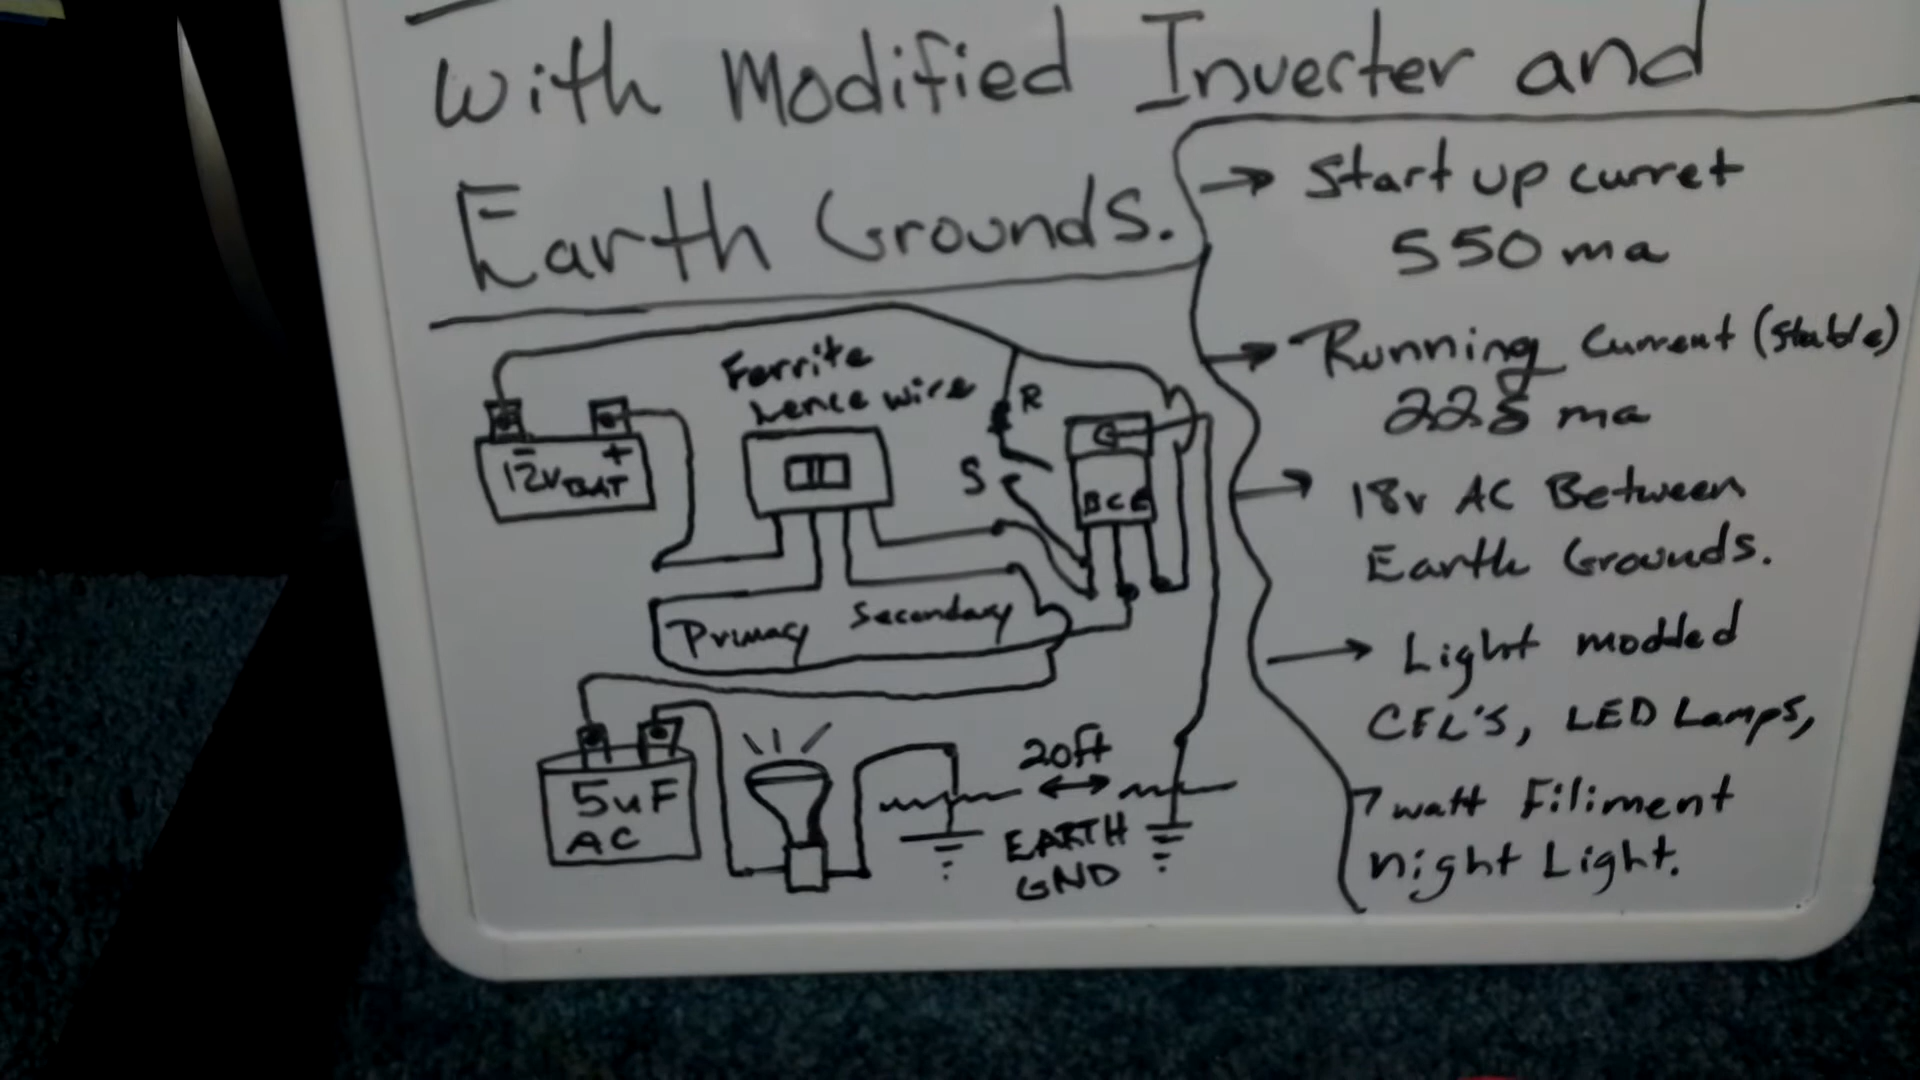 with Modified Inverter and
Earth Grounds.
→ Start up curret
550 ma
→ Running Current (Stable)
228 ma
→ 18v AC Between
Earth Grounds.
→ Light modded
CFL'S, LED Lamps,
7 watt Filiment
night Light.
Ferrite
wire
R
- +
12v BAT
S
B C E
Primary Secondary
20ft
5uF
AC
EARTH
GND